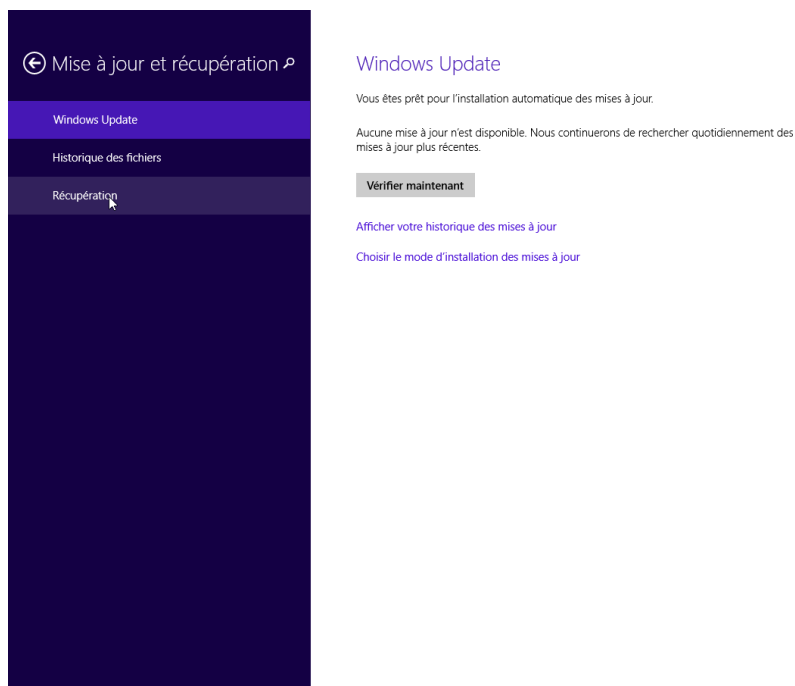 Mise à jour et récupération
Windows Update
Historique des fichiers
Récupération
Windows Update
Vous êtes prêt pour l'installation automatique des mises à jour.
Aucune mise à jour n'est disponible. Nous continuerons de rechercher quotidiennement des
mises à jour plus récentes.
Vérifier maintenant
Afficher votre historique des mises à jour
Choisir le mode d'installation des mises à jour